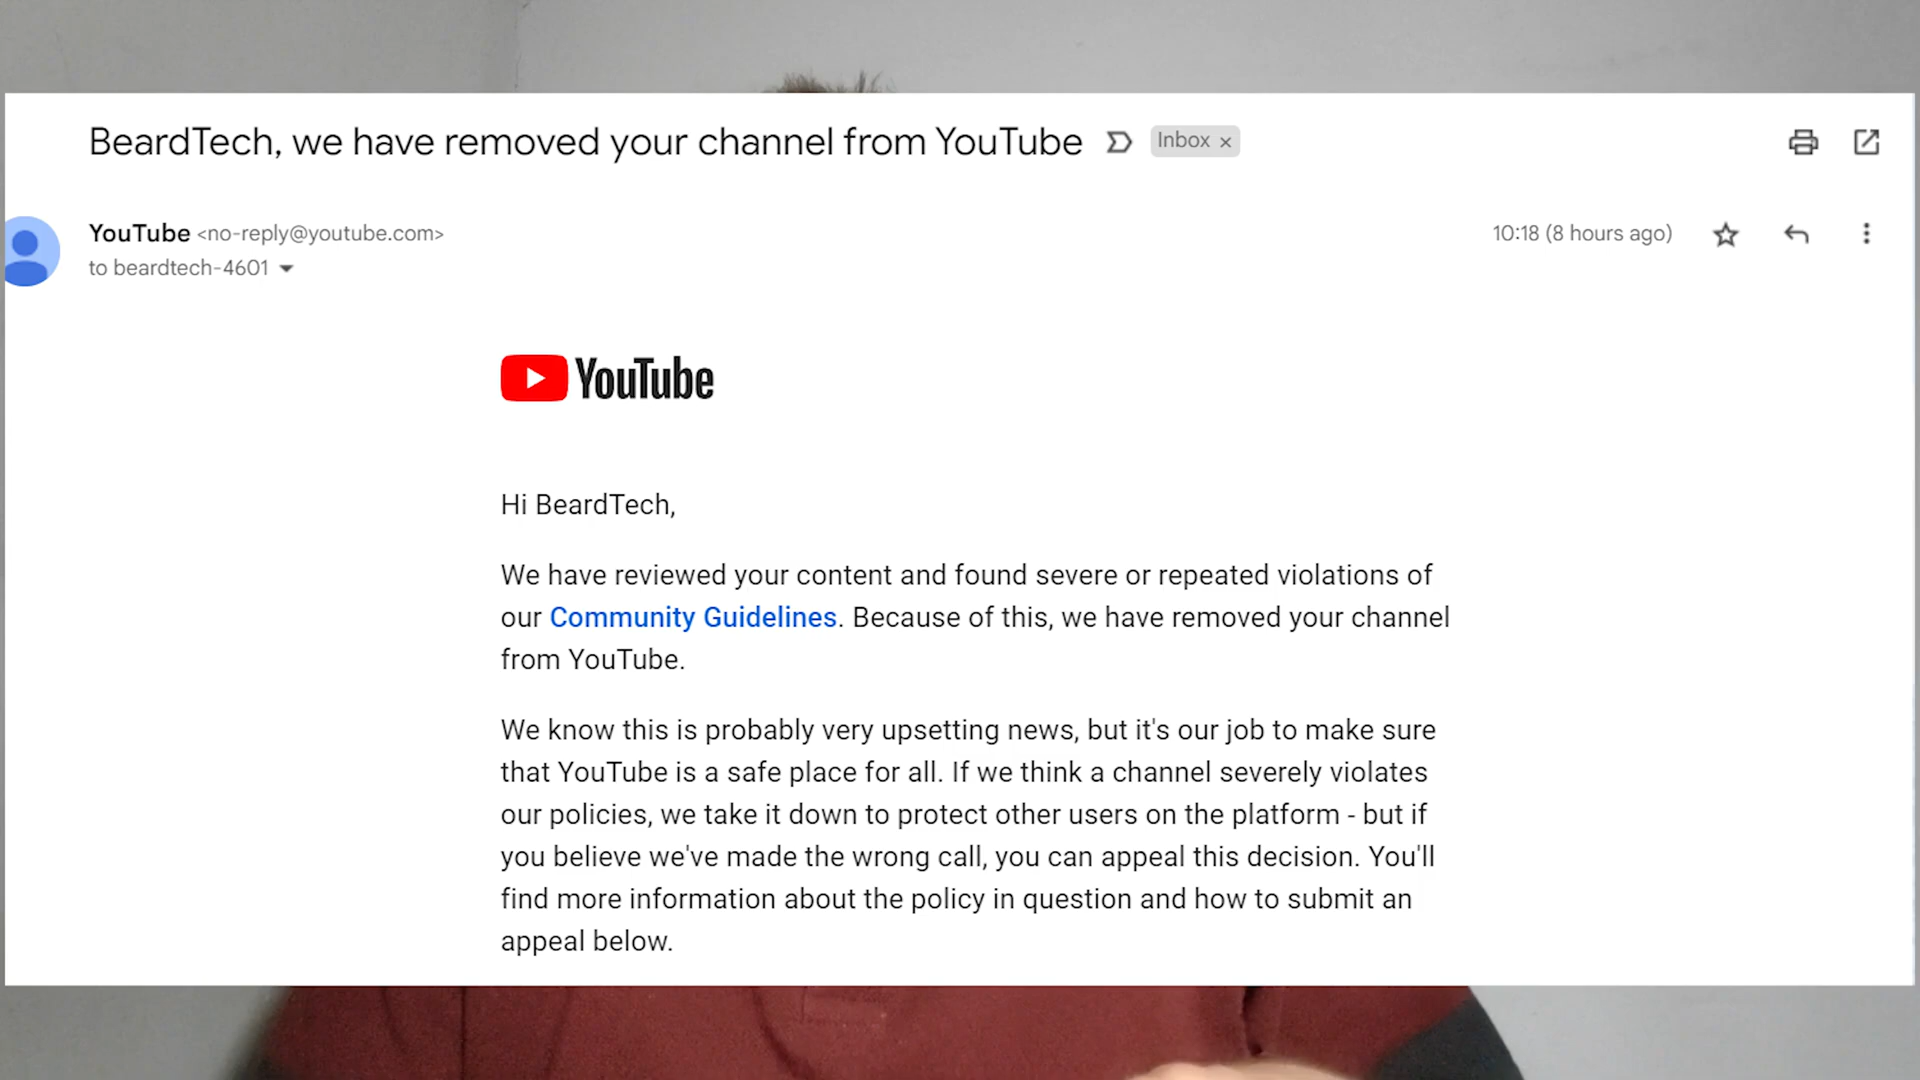 BeardTech, we have removed your channel from YouTube
Inbox x
YouTube <no-reply@youtube.com>
10:18 (8 hours ago)
to beardtech-4601
YouTube
Hi BeardTech,
We have reviewed your content and found severe or repeated violations of
our Community Guidelines. Because of this, we have removed your channel
from YouTube.
We know this is probably very upsetting news, but it's our job to make sure
that YouTube is a safe place for all. If we think a channel severely violates
our policies, we take it down to protect other users on the platform - but if
you believe we've made the wrong call, you can appeal this decision. You'll
find more information about the policy in question and how to submit an
appeal below.